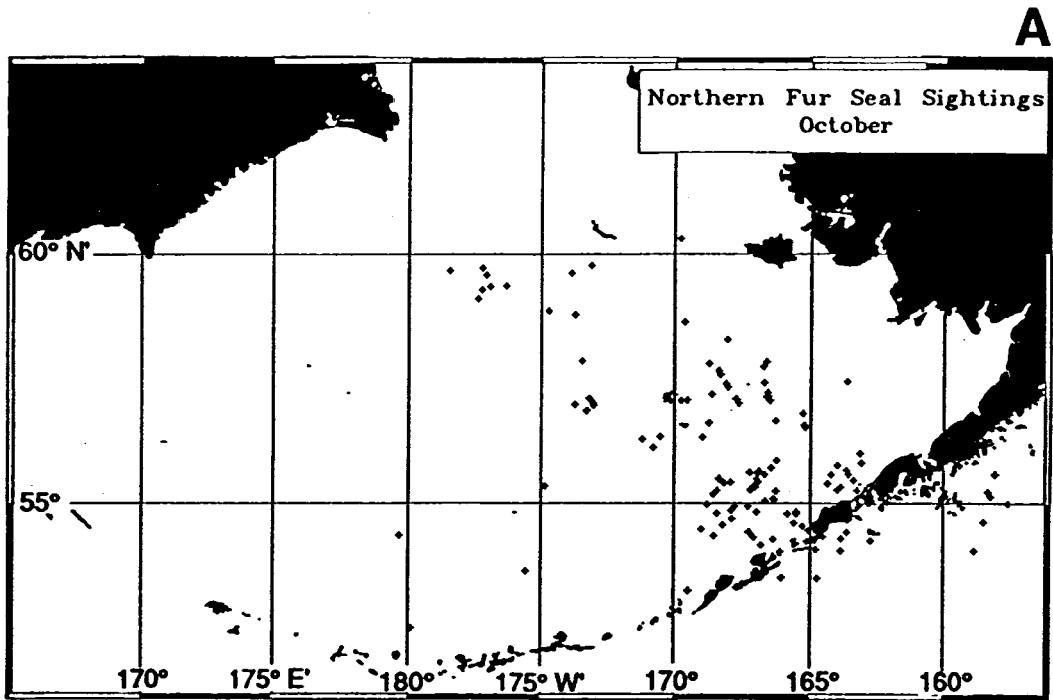 A
Northern Fur Seal Sightings
October
60° N'
55°
170° 175° E' 180° 175° W' 170° 165° 160°